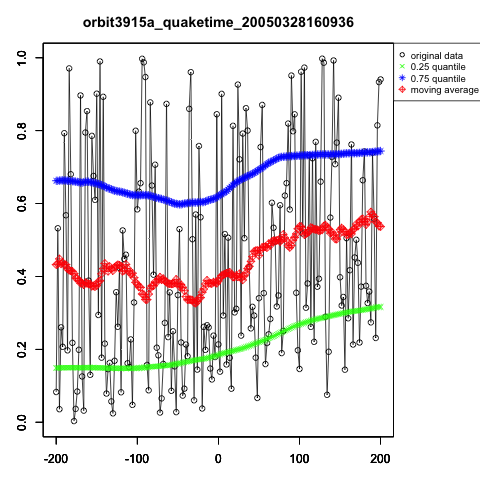 orbit3915a_quaketime_20050328160936
original data
0.25 quantile
0.75 quantile
moving average
1.0
0.8
0.6
0.4
0.2
0.0
-200 -100 0 100 200